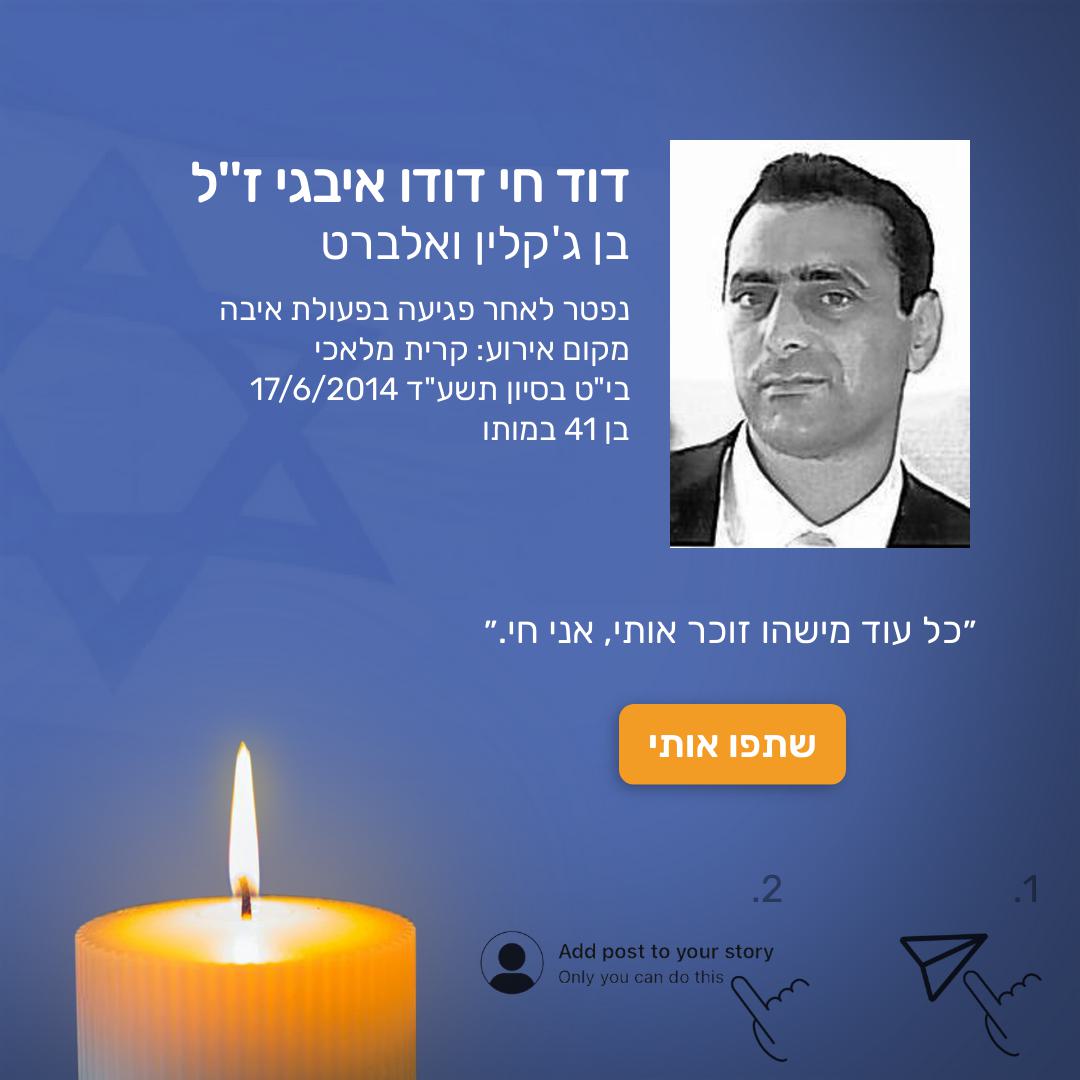 דוד חי דודו איבגי ז"ל
בן ג'קלין ואלברט
נפטר לאחר פגיעה בפעולת איבה
מקום אירוע: קרית מלאכי
בי"ט בסיון תשע"ד 17/6/2014
בן 41 במותו
״כל עוד מישהו זוכר אותי, אני חי.״
שתפו אותי
1.
2.
Add post to your story
Only you can do this